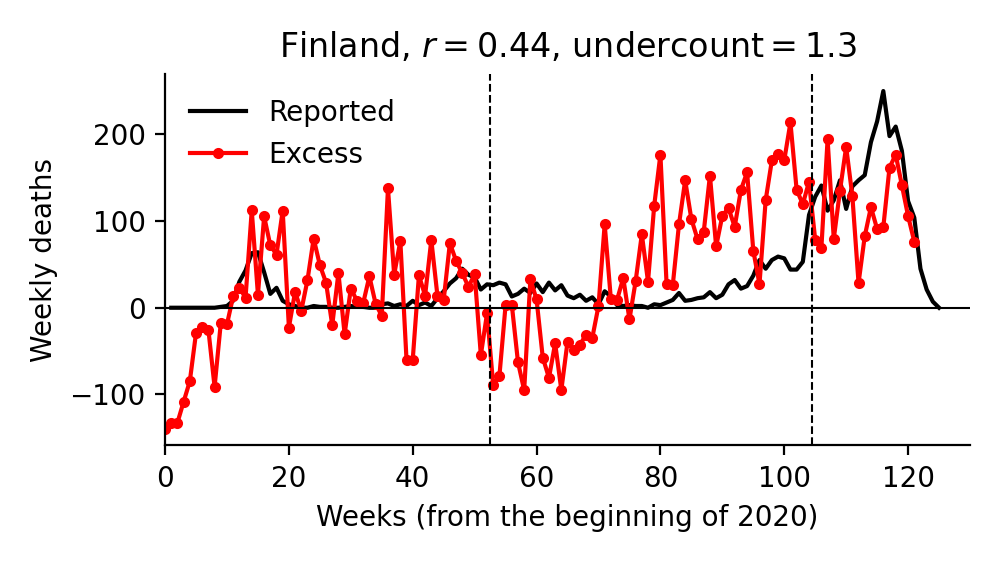 Finland, r = 0.44, undercount = 1.3
Reported
Excess
200
100
0
−100
Weekly deaths
0 20 40 60 80 100 120
Weeks (from the beginning of 2020)